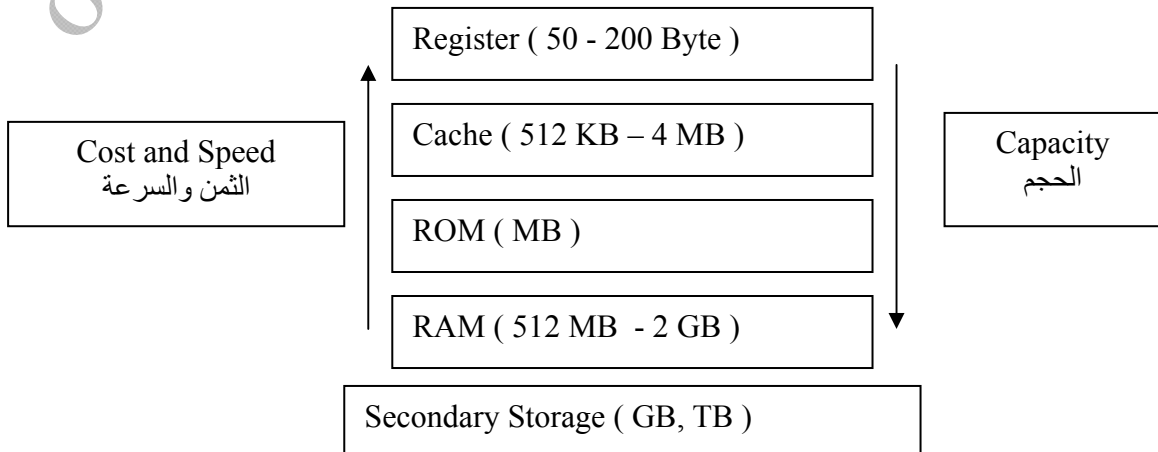 Register ( 50 - 200 Byte )
Cache ( 512 KB – 4 MB )
Cost and Speed
الثمن والسرعة
Capacity
الحجم
ROM ( MB )
RAM ( 512 MB - 2 GB )
Secondary Storage ( GB, TB )